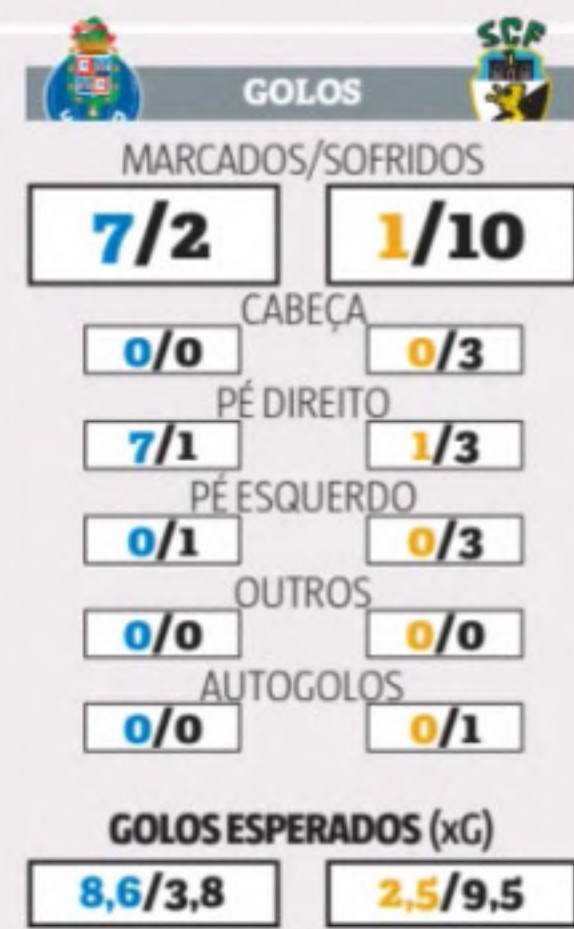 SCF
GOLOS
MARCADOS/SOFRIDOS
7/2 1/10
CABEÇA
0/0 0/3
PÉ DIREITO
7/1 1/3
PÉ ESQUERDO
0/1 0/3
OUTROS
0/0 0/0
AUTOGOLOS
0/0 0/1
GOLOS ESPERADOS (xG)
8,6/3,8 2,5/9,5